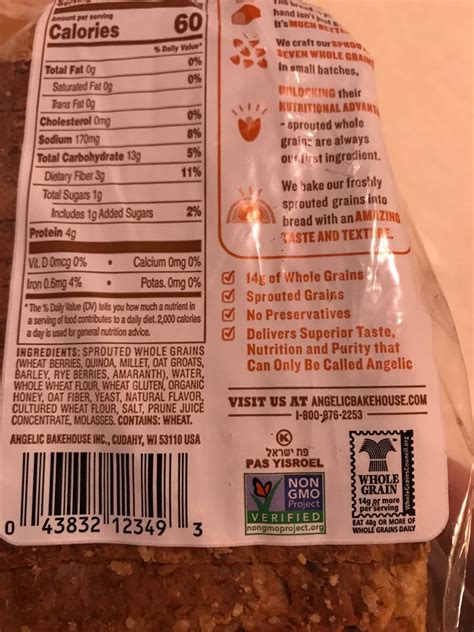 Amount per serving
Calories 60
% Daily Value*
Total Fat 0g 0%
Saturated Fat 0g 0%
Trans Fat 0g
Cholesterol 0mg 0%
Sodium 170mg 8%
Total Carbohydrate 13g 5%
Dietary Fiber 3g 11%
Total Sugars 1g
Includes 1g Added Sugars 2%
Protein 4g
Vit. D 0mcg 0% • Calcium 0mg 0%
Iron 0.6mg 4% • Potas. 0mg 0%
*The % Daily Value (DV) tells you how much a nutrient in
a serving of food contributes to a daily diet. 2,000 calories
a day is used for general nutrition advice.
INGREDIENTS: SPROUTED WHOLE GRAINS
(WHEAT BERRIES, QUINOA, MILLET, OAT GROATS,
BARLEY, RYE BERRIES, AMARANTH), WATER,
WHOLE WHEAT FLOUR, WHEAT GLUTEN, ORGANIC
HONEY, OAT FIBER, YEAST, NATURAL FLAVOR,
CULTURED WHEAT FLOUR, SALT, PRUNE JUICE
CONCENTRATE, MOLASSES. CONTAINS: WHEAT.
ANGELIC BAKEHOUSE INC., CUDAHY, WI 53110 USA
0 43832 12349 3
hand isn't just
It's MUCH
We craft our
SEVEN WHOLE GRAIN
in small batches,
UNLOCKING their
NUTRITIONAL
- sprouted whole
grains are always
our first ingredient.
We bake our freshly
sprouted grains into
bread with an AMAZING
TASTE AND TEXTURE.
14g of Whole Grains
Sprouted Grains
No Preservatives
Delivers Superior Taste,
Nutrition and Purity that
Can Only Be Called Angelic
VISIT US AT ANGELICBAKEHOUSE.COM
1-800-876-2253
K
פת ישראל
PAS YISROEL
NON
GMO
Project
VERIFIED
nongmoproject.org
WHOLE
GRAIN
14g or more
per serving
WholeGrainsCouncil.org
EAT 48g OR MORE OF
WHOLE GRAINS DAILY